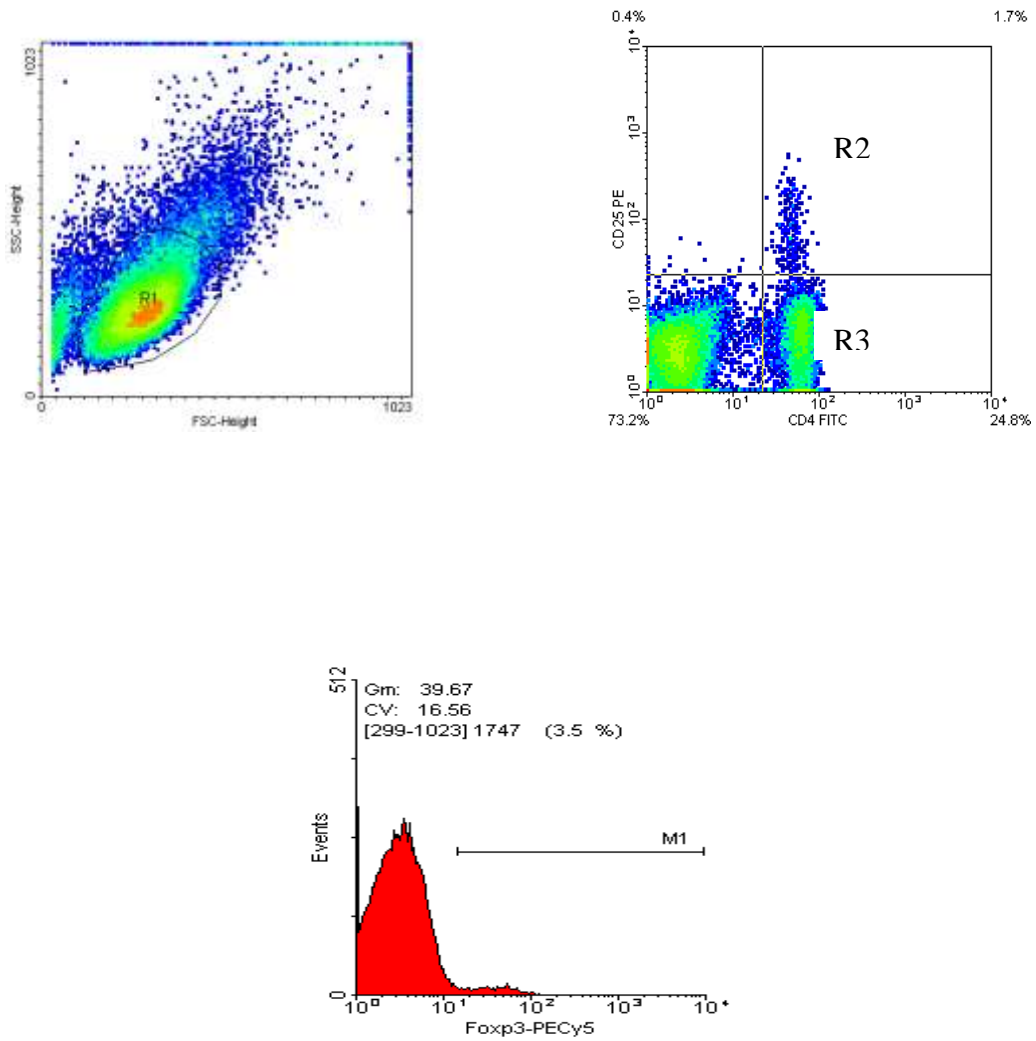 1023
SSC-Height
R1
0
0
FSC-Height
1023
0.4%
1.7%
10⁴
10³
CD25 PE
10²
10¹
10⁰
R2
R3
10⁰
10¹
10²
10³
10⁴
73.2%
CD4 FITC
24.8%
512
Gm: 39.67
CV: 16.56
[299-1023] 1747 (3.5 %)
Events
M1
0
10⁰
10¹
10²
10³
10⁴
Foxp3-PECy5